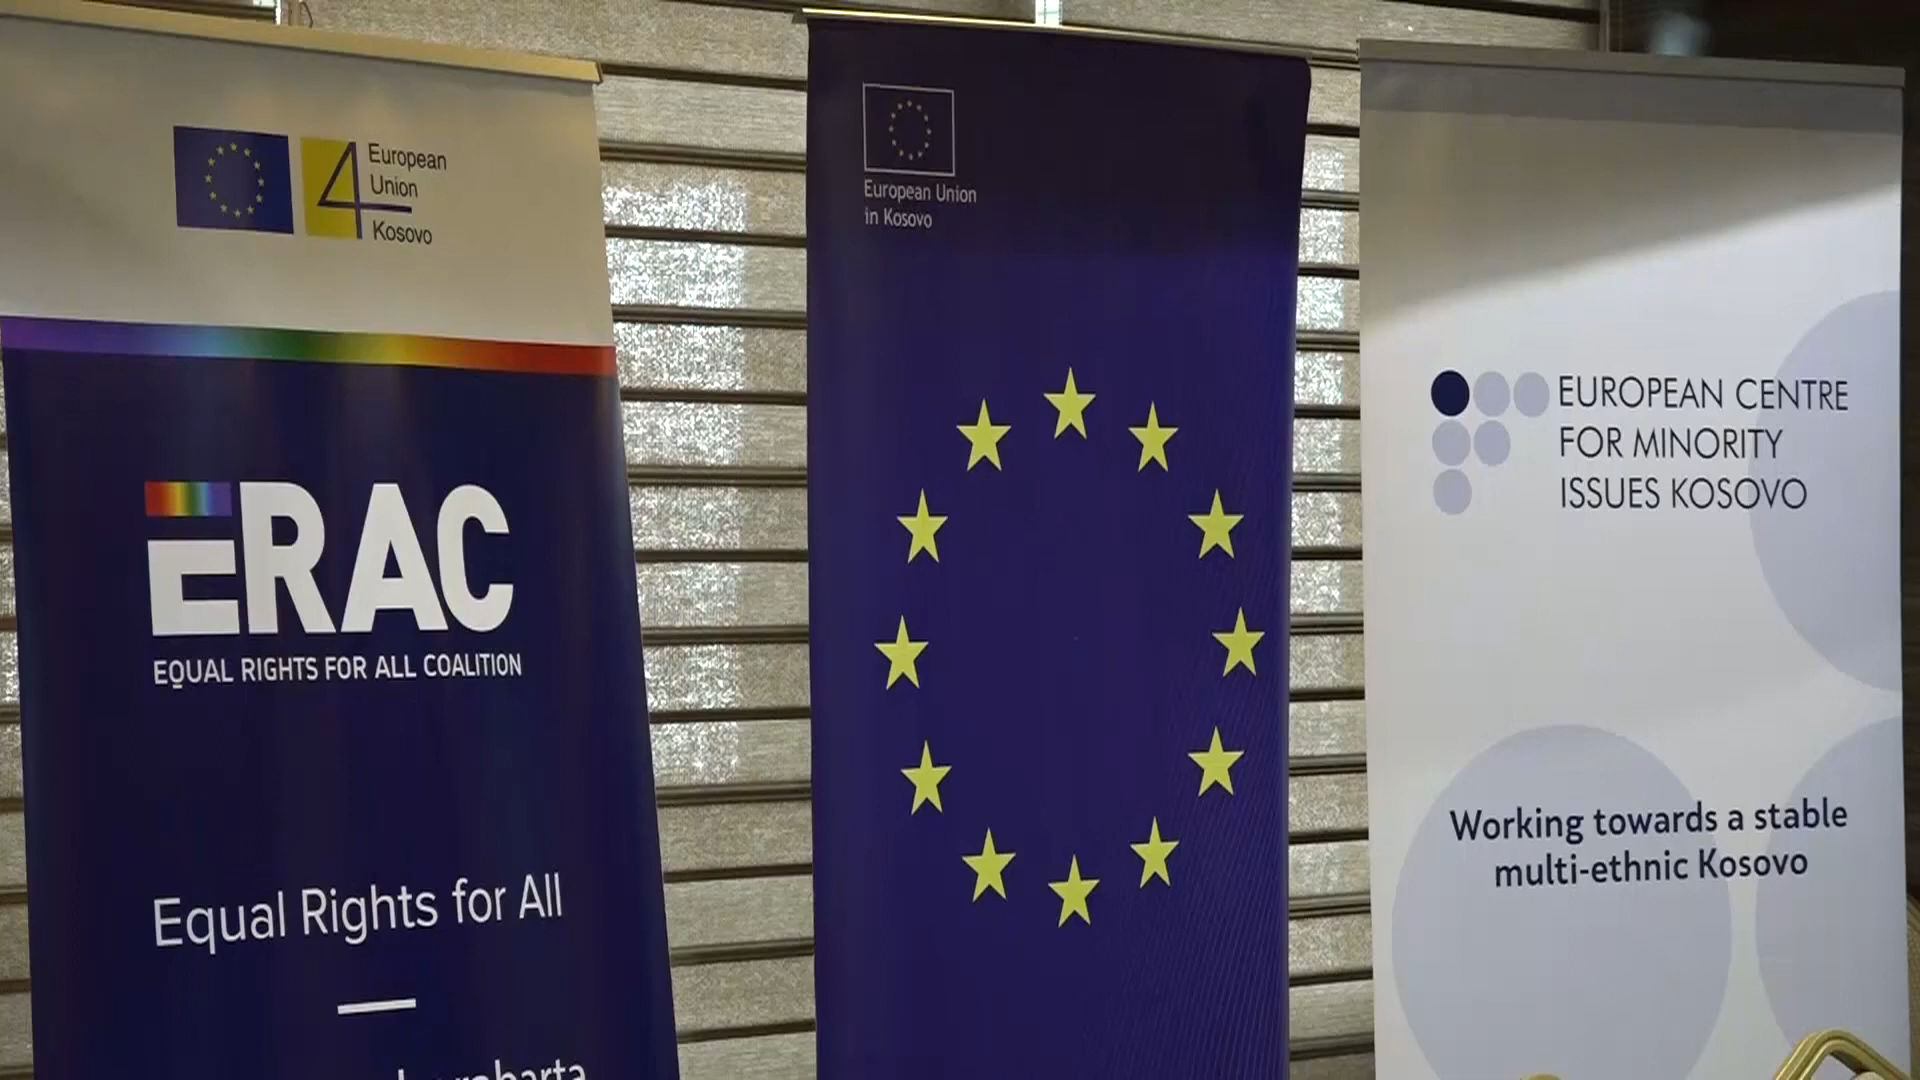 European
Union
4
Kosovo
ERAC
EQUAL RIGHTS FOR ALL COALITION
Equal Rights for All
European Union
in Kosovo
EUROPEAN CENTRE
FOR MINORITY
ISSUES KOSOVO
Working towards a stable
multi-ethnic Kosovo